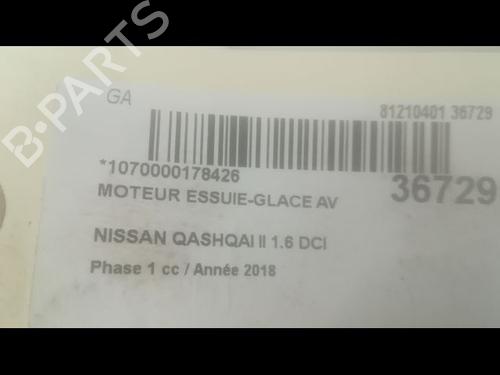 GA
81210401 36729
*1070000178426
36729
MOTEUR ESSUIE-GLACE AV
NISSAN QASHQAI II 1.6 DCI
Phase 1 cc / Année 2018
B-PARTS